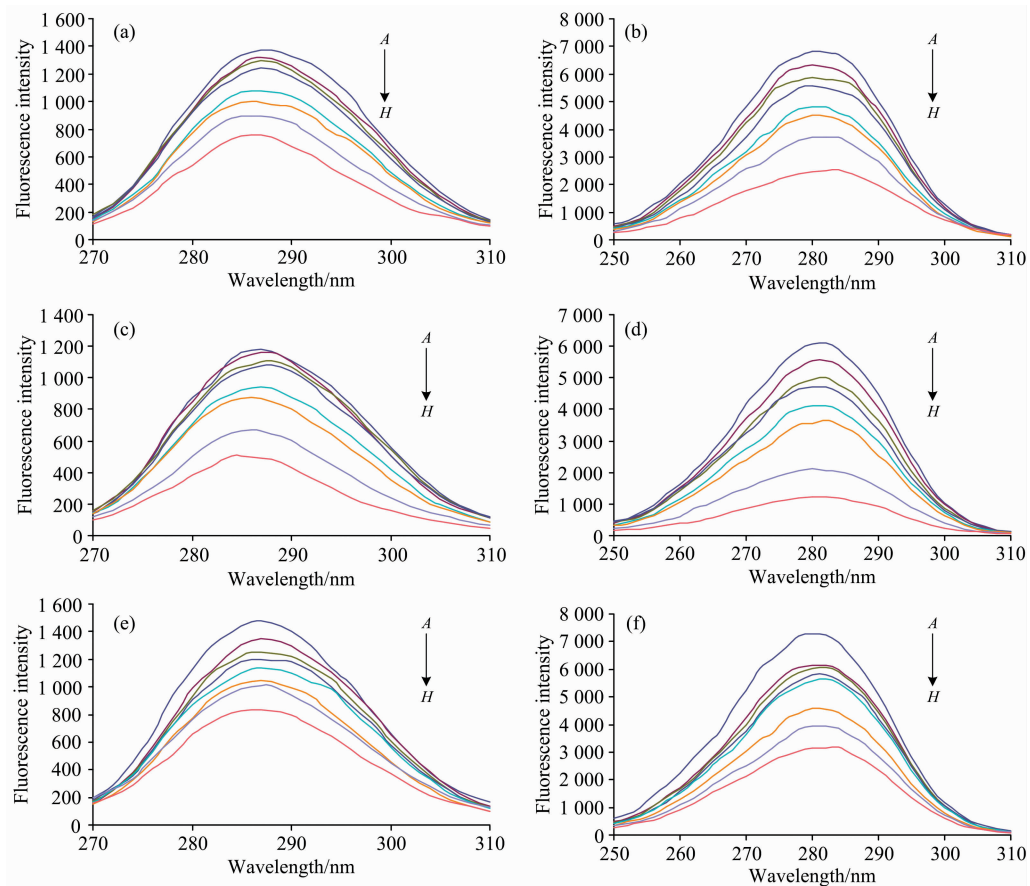 (a)
A
H
Fluorescence intensity
1 600
1 400
1 200
1 000
800
600
400
200
0
270 280 290 300 310
Wavelength/nm
(b)
A
H
Fluorescence intensity
8 000
7 000
6 000
5 000
4 000
3 000
2 000
1 000
0
250 260 270 280 290 300 310
Wavelength/nm
(c)
A
H
Fluorescence intensity
1 400
1 200
1 000
800
600
400
200
0
270 280 290 300 310
Wavelength/nm
(d)
A
H
Fluorescence intensity
7 000
6 000
5 000
4 000
3 000
2 000
1 000
0
250 260 270 280 290 300 310
Wavelength/nm
(e)
A
H
Fluorescence intensity
1 600
1 400
1 200
1 000
800
600
400
200
0
270 280 290 300 310
Wavelength/nm
(f)
A
H
Fluorescence intensity
8 000
7 000
6 000
5 000
4 000
3 000
2 000
1 000
0
250 260 270 280 290 300 310
Wavelength/nm